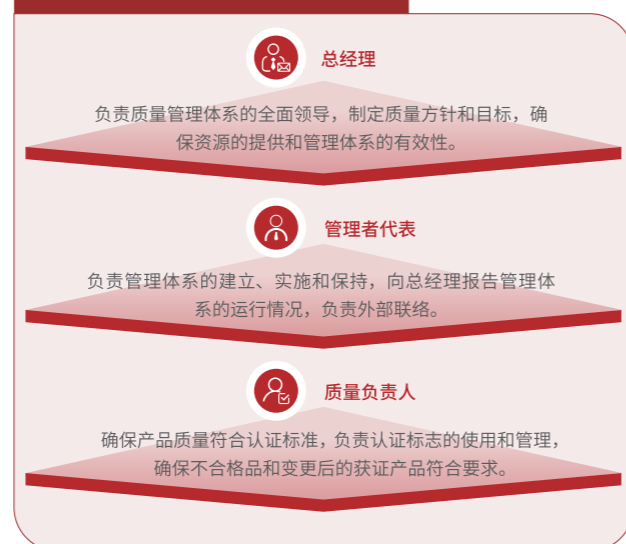 总经理
负责质量管理体系的全面领导，制定质量方针和目标，确
保资源的提供和管理体系的有效性。
管理者代表
负责管理体系的建立、实施和保持，向总经理报告管理体
系的运行情况，负责外部联络。
质量负责人
确保产品质量符合认证标准，负责认证标志的使用和管理，
确保不合格品和变更后的获证产品符合要求。